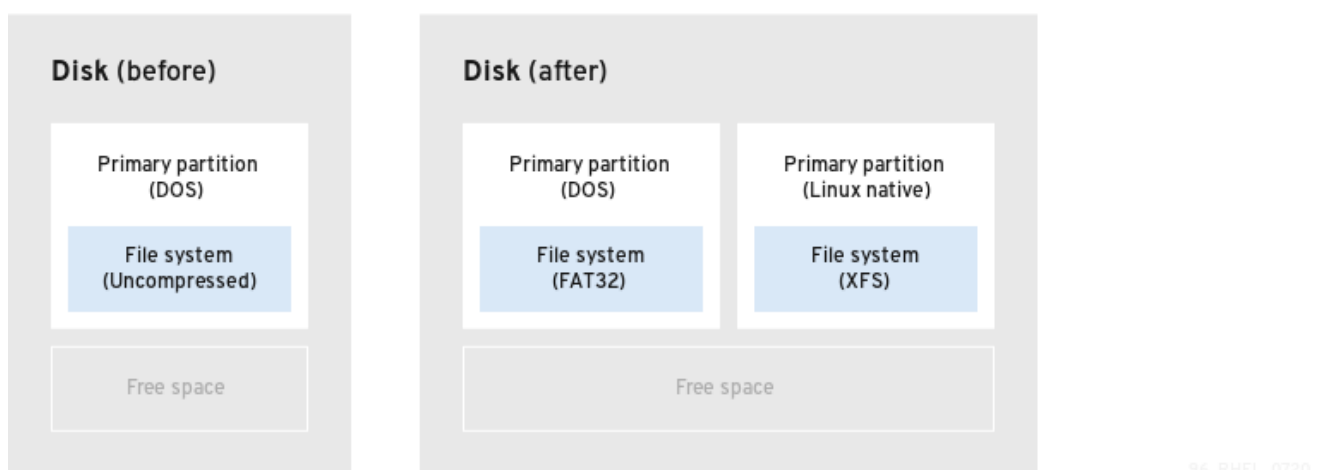 Disk (before)
Primary partition
(DOS)
File system
(Uncompressed)
Free space
Disk (after)
Primary partition
(DOS)
File system
(FAT32)
Primary partition
(Linux native)
File system
(XFS)
Free space